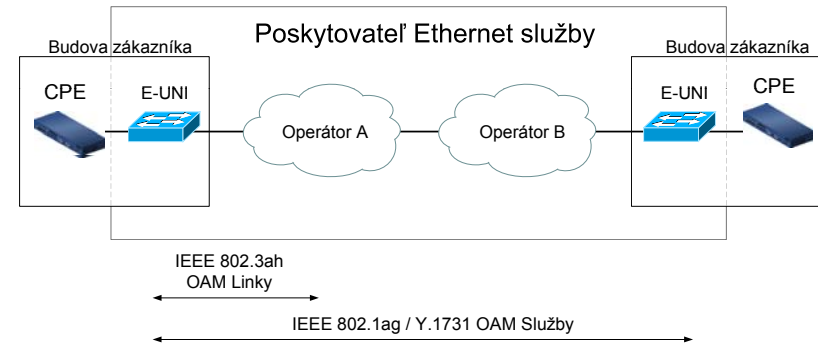 Poskytovateľ Ethernet služby
Budova zákazníka
Budova zákazníka
CPE
E-UNI
Operátor A
Operátor B
E-UNI
CPE
IEEE 802.3ah
OAM Linky
IEEE 802.1ag / Y.1731 OAM Služby